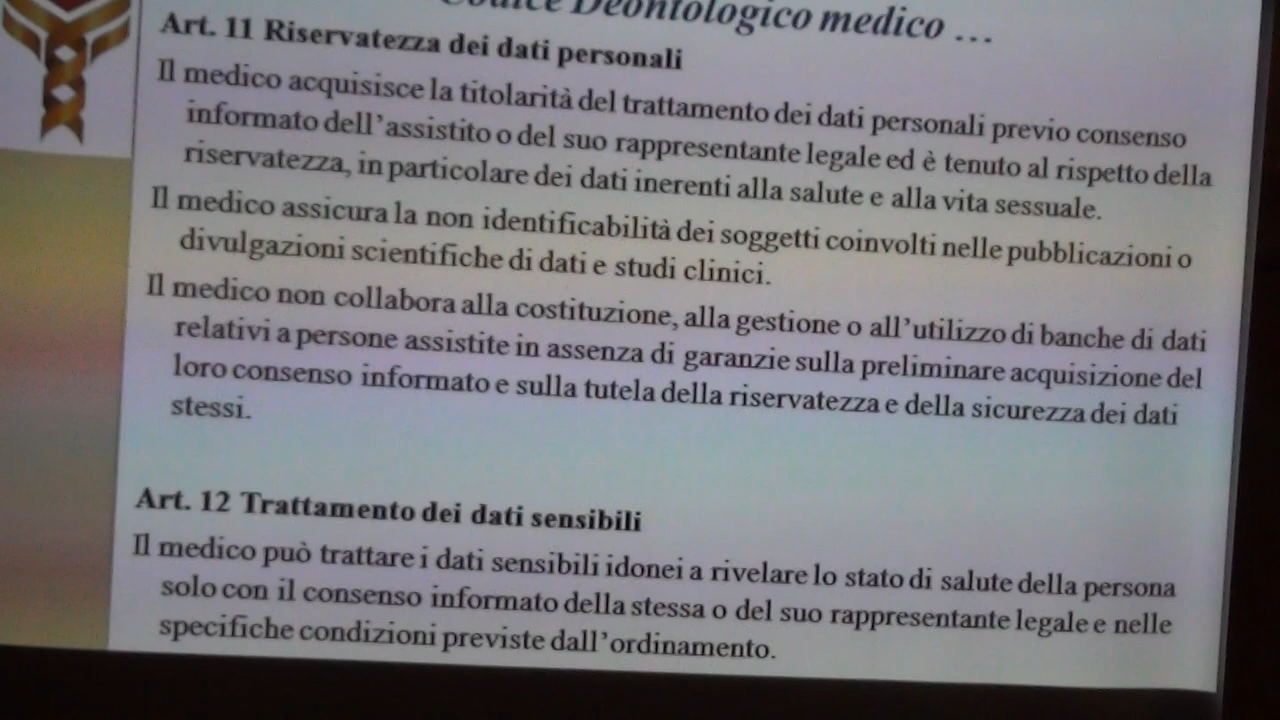 Codice Deontologico medico …
Art. 11 Riservatezza dei dati personali
Il medico acquisisce la titolarità del trattamento dei dati personali previo consenso
informato dell’assistito o del suo rappresentante legale ed è tenuto al rispetto della
riservatezza, in particolare dei dati inerenti alla salute e alla vita sessuale.
Il medico assicura la non identificabilità dei soggetti coinvolti nelle pubblicazioni o
divulgazioni scientifiche di dati e studi clinici.
Il medico non collabora alla costituzione, alla gestione o all’utilizzo di banche di dati
relativi a persone assistite in assenza di garanzie sulla preliminare acquisizione del
loro consenso informato e sulla tutela della riservatezza e della sicurezza dei dati
stessi.
Art. 12 Trattamento dei dati sensibili
Il medico può trattare i dati sensibili idonei a rivelare lo stato di salute della persona
solo con il consenso informato della stessa o del suo rappresentante legale e nelle
specifiche condizioni previste dall’ordinamento.